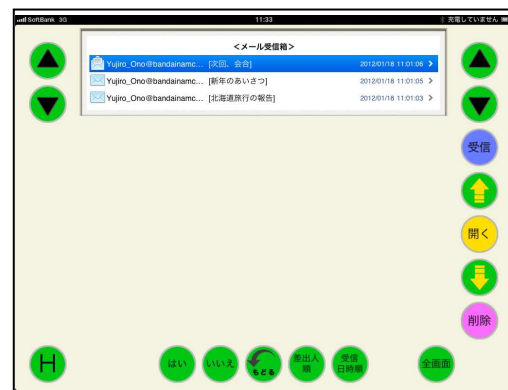 SoftBank 3G 11:33 充電していません
<メール受信箱>
Yujiro_Ono@bandainamc... [次回、会合] 2012/01/18 11:01:06
Yujiro_Ono@bandainamc... [新年のあいさつ] 2012/01/18 11:01:05
Yujiro_Ono@bandainamc... [北海道旅行の報告] 2012/01/18 11:01:03
受信
開く
削除
H
はい
いいえ
もどる
差出人
順
受信
日時順
全画面